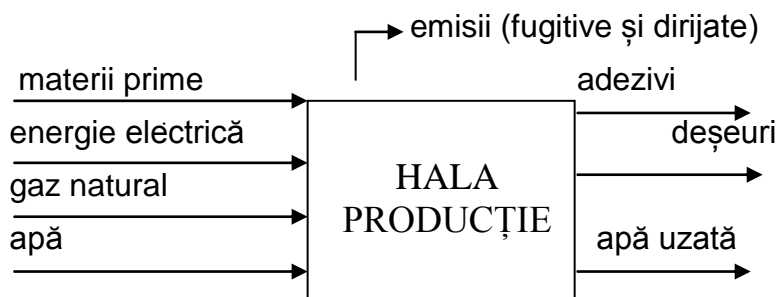 emisii (fugitive și dirijate)
materii prime
adezivi
energie electrică
deșeuri
gaz natural
HALA
PRODUCȚIE
apă
apă uzată